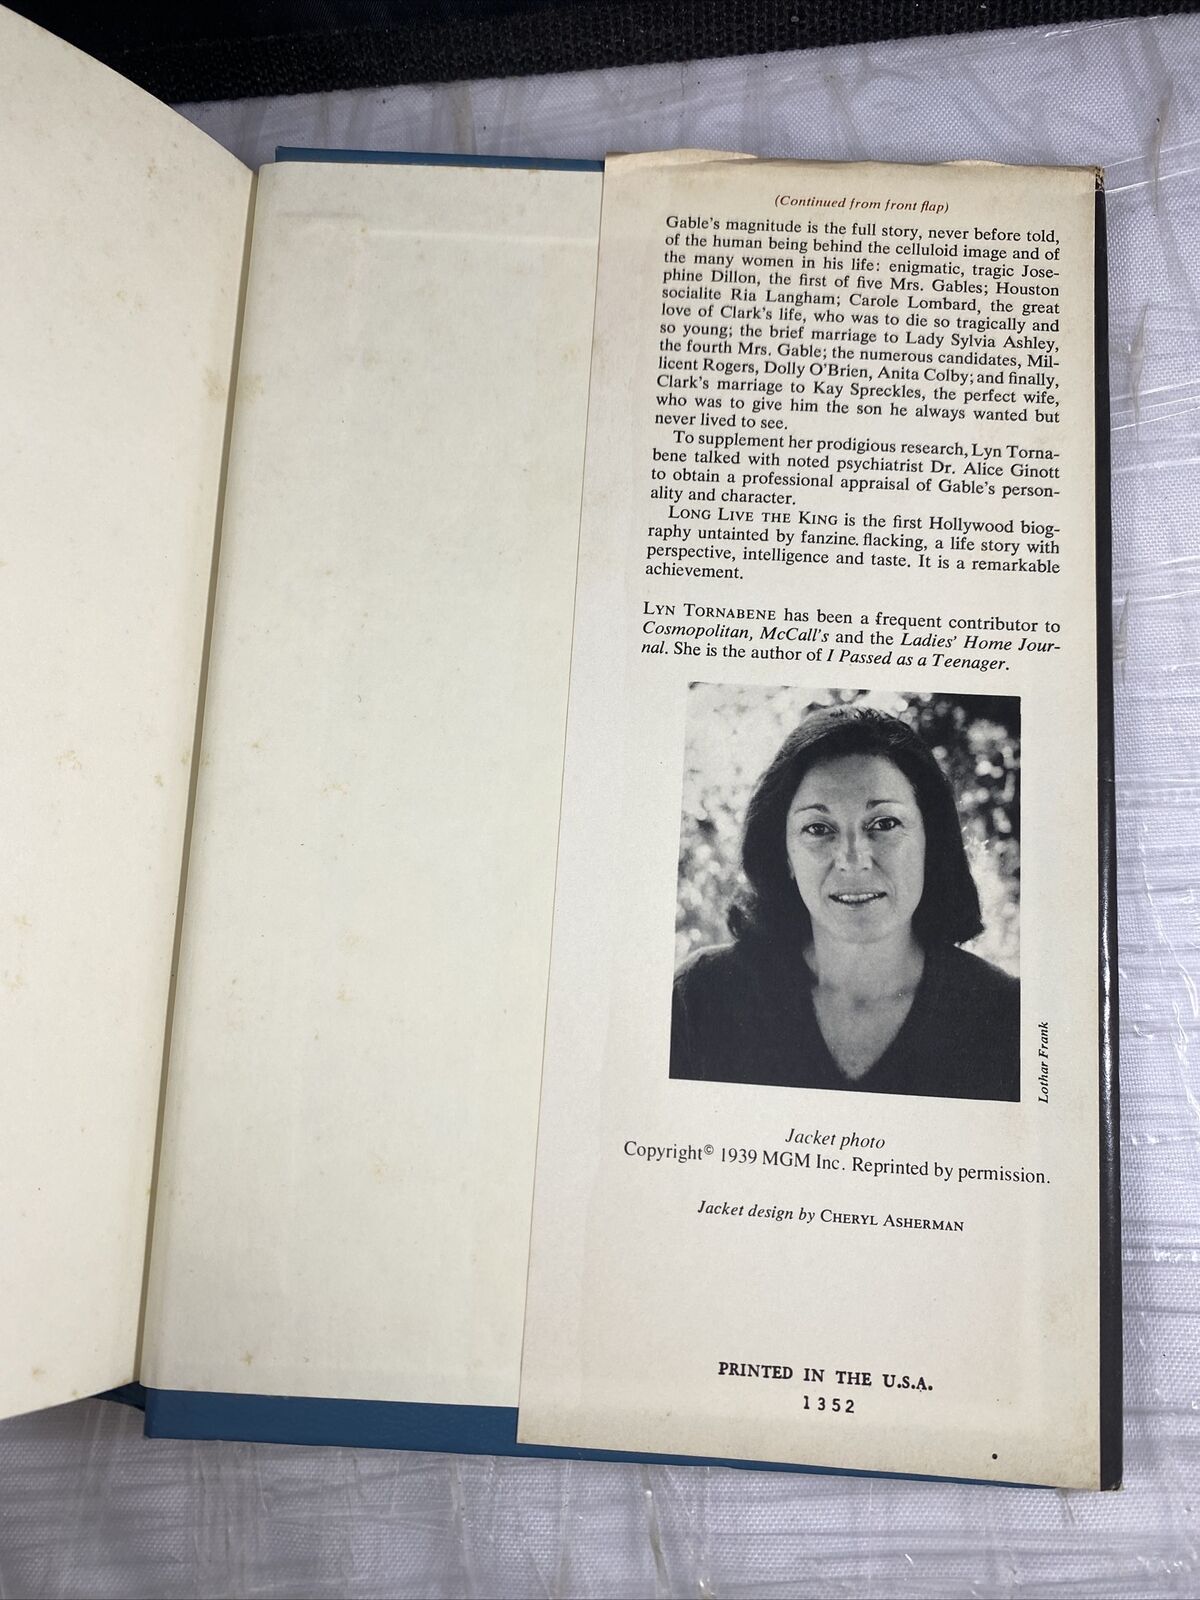 (Continued from front flap)
Gable's magnitude is the full story, never before told,
of the human being behind the celluloid image and of
the many women in his life: enigmatic, tragic Jose-
phine Dillon, the first of five Mrs. Gables; Houston
socialite Ria Langham; Carole Lombard, the great
love of Clark's life, who was to die so tragically and
so young; the brief marriage to Lady Sylvia Ashley,
the fourth Mrs. Gable; the numerous candidates, Mil-
licent Rogers, Dolly O'Brien, Anita Colby; and finally,
Clark's marriage to Kay Spreckles, the perfect wife,
who was to give him the son he always wanted but
never lived to see.
To supplement her prodigious research, Lyn Torna-
bene talked with noted psychiatrist Dr. Alice Ginott
to obtain a professional appraisal of Gable's person-
ality and character.
LONG LIVE THE KING is the first Hollywood biog-
raphy untainted by fanzine. flacking, a life story with
perspective, intelligence and taste. It is a remarkable
achievement.
LYN TORNABENE has been a frequent contributor to
Cosmopolitan, McCall's and the Ladies' Home Jour-
nal. She is the author of I Passed as a Teenager.
Lothar Frank
Jacket photo
Copyright© 1939 MGM Inc. Reprinted by permission.
Jacket design by CHERYL ASHERMAN
PRINTED IN THE U.S.A.
1352